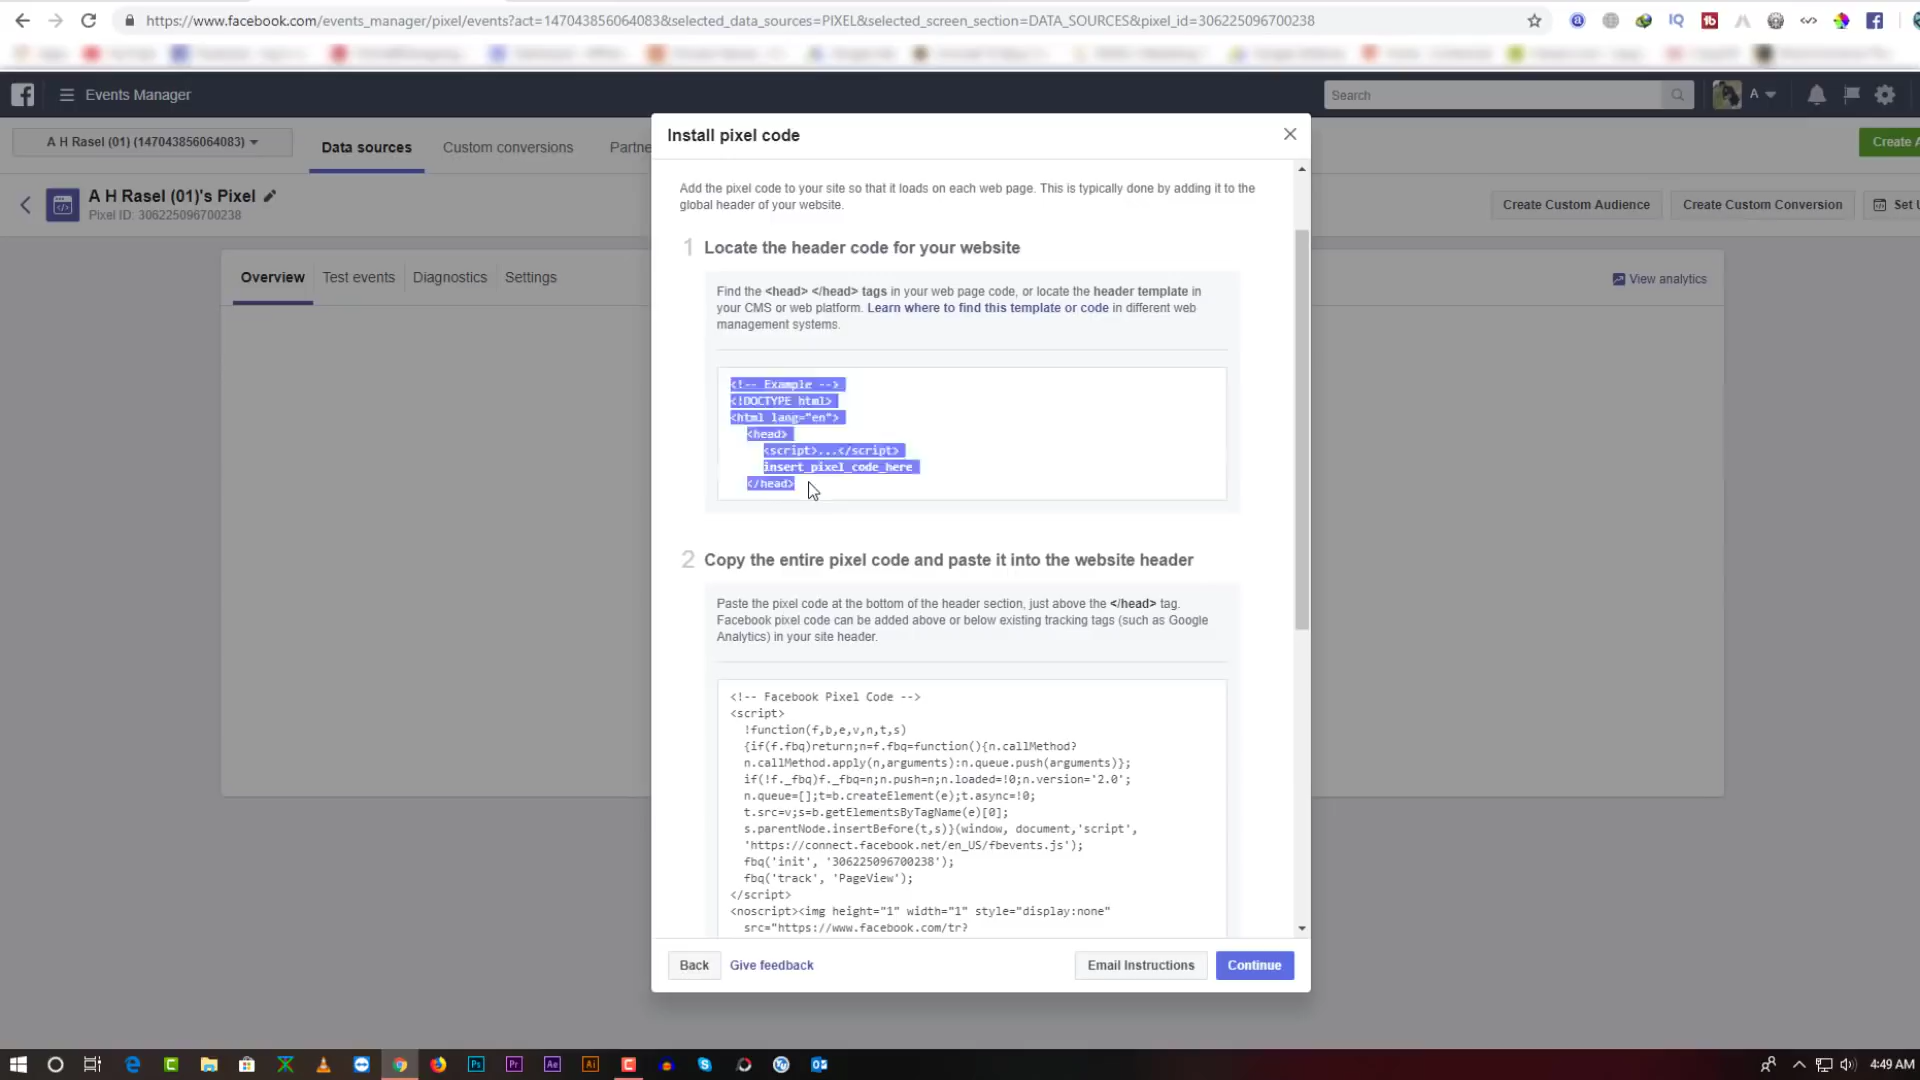 https://www.facebook.com/events_manager/pixel/events?act=147043856064083&selected_data_sources=PIXEL&selected_screen_section=DATA_SOURCES&pixel_id=306225096700238
Events Manager
Search
A
A H Rasel (01) (147043856064083)
Data sources
Custom conversions
Partne
Create A
A H Rasel (01)'s Pixel
Pixel ID: 306225096700238
Create Custom Audience
Create Custom Conversion
Set U
Overview
Test events
Diagnostics
Settings
View analytics
Install pixel code
Add the pixel code to your site so that it loads on each web page. This is typically done by adding it to the
global header of your website.
1 Locate the header code for your website
Find the <head> </head> tags in your web page code, or locate the header template in
your CMS or web platform. Learn where to find this template or code in different web
management systems.
<!-- Example -->
<!DOCTYPE html>
<html lang="en">
<head>
<script>...</script>
insert_pixel_code_here
</head>
2 Copy the entire pixel code and paste it into the website header
Paste the pixel code at the bottom of the header section, just above the </head> tag.
Facebook pixel code can be added above or below existing tracking tags (such as Google
Analytics) in your site header.
<!-- Facebook Pixel Code -->
<script>
!function(f,b,e,v,n,t,s)
{if(f.fbq)return;n=f.fbq=function(){n.callMethod?
n.callMethod.apply(n,arguments):n.queue.push(arguments)};
if(!f._fbq)f._fbq=n;n.push=n;n.loaded=!0;n.version='2.0';
n.queue=[];t=b.createElement(e);t.async=!0;
t.src=v;s=b.getElementsByTagName(e)[0];
s.parentNode.insertBefore(t,s)}(window, document,'script',
'https://connect.facebook.net/en_US/fbevents.js');
fbq('init', '306225096700238');
fbq('track', 'PageView');
</script>
<noscript><img height="1" width="1" style="display:none"
src="https://www.facebook.com/tr?
Back
Give feedback
Email Instructions
Continue
4:49 AM